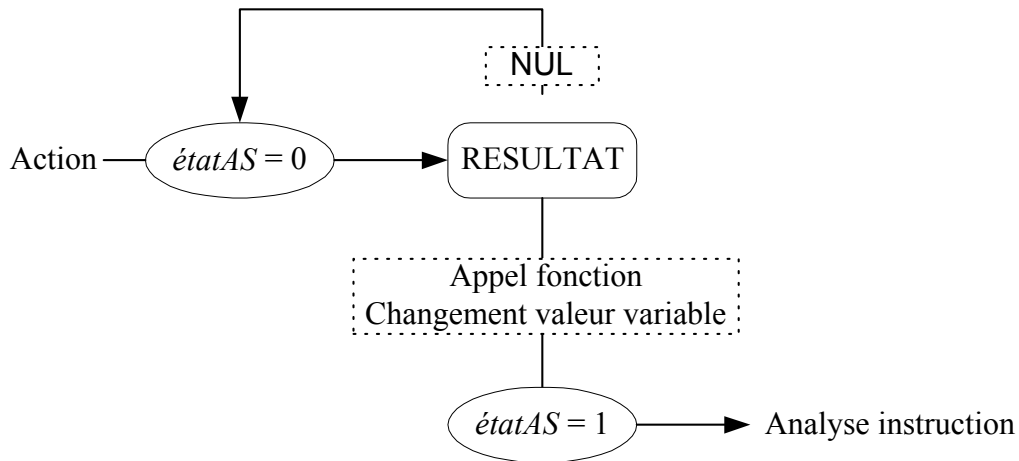 NUL
Action
étatAS = 0
RESULTAT
Appel fonction
Changement valeur variable
étatAS = 1
Analyse instruction